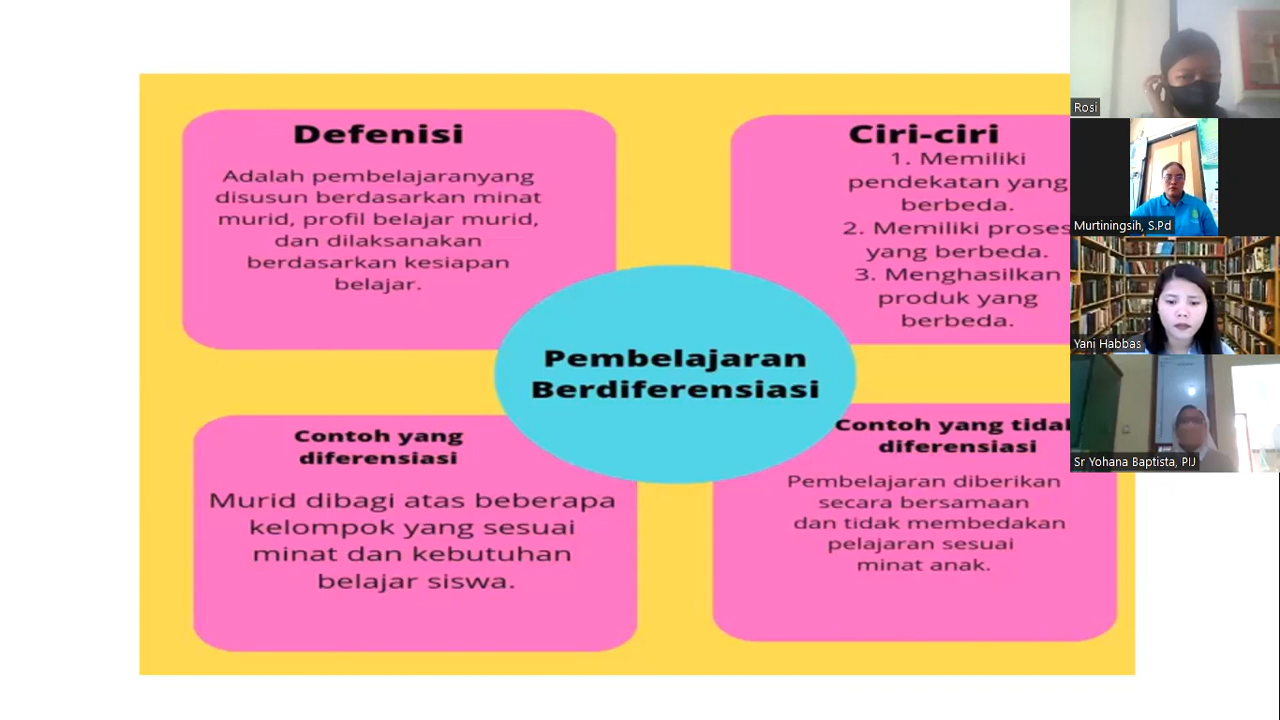 Defenisi
Adalah pembelajaranyang
disusun berdasarkan minat
murid, profil belajar murid,
dan dilaksanakan
berdasarkan kesiapan
belajar.
Ciri-ciri
1. Memiliki
pendekatan yang
berbeda.
2. Memiliki proses
yang berbeda.
3. Menghasilkan
produk yang
berbeda.
Pembelajaran
Berdiferensiasi
Contoh yang
diferensiasi
Murid dibagi atas beberapa
kelompok yang sesuai
minat dan kebutuhan
belajar siswa.
Contoh yang tidak
diferensiasi
Pembelajaran diberikan
secara bersamaan
dan tidak membedakan
pelajaran sesuai
minat anak.
Rosi
Murtiningsih, S.Pd
Yani Habbas
Sr Yohana Baptista, PIJ